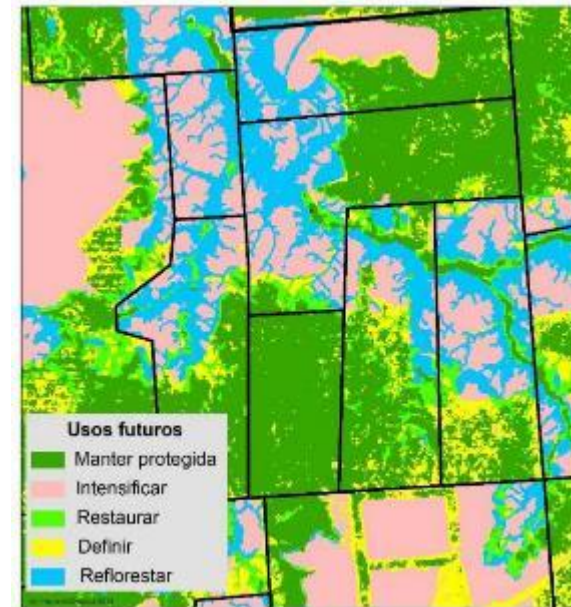 Usos futuros
Manter protegida
Intensificar
Restaurar
Definir
Reflorestar